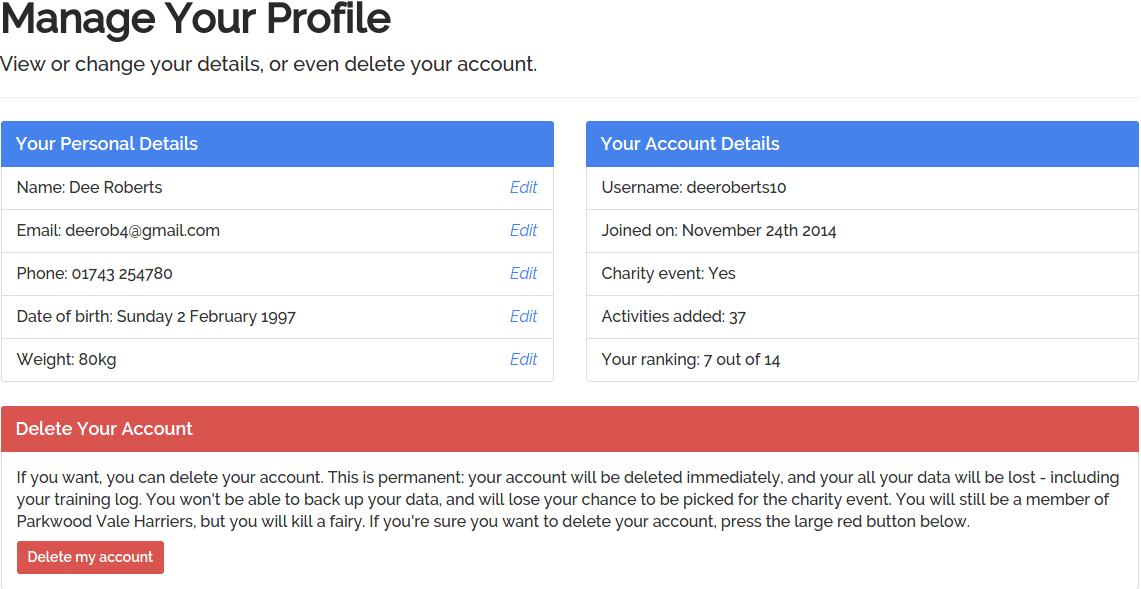 Manage Your Profile
View or change your details, or even delete your account.
Your Personal Details
Name: Dee Roberts Edit
Email: deerob4@gmail.com Edit
Phone: 01743 254780 Edit
Date of birth: Sunday 2 February 1997 Edit
Weight: 80kg Edit
Your Account Details
Username: deeroberts10
Joined on: November 24th 2014
Charity event: Yes
Activities added: 37
Your ranking: 7 out of 14
Delete Your Account
If you want, you can delete your account. This is permanent: your account will be deleted immediately, and your all your data will be lost - including
your training log. You won't be able to back up your data, and will lose your chance to be picked for the charity event. You will still be a member of
Parkwood Vale Harriers, but you will kill a fairy. If you're sure you want to delete your account, press the large red button below.
Delete my account